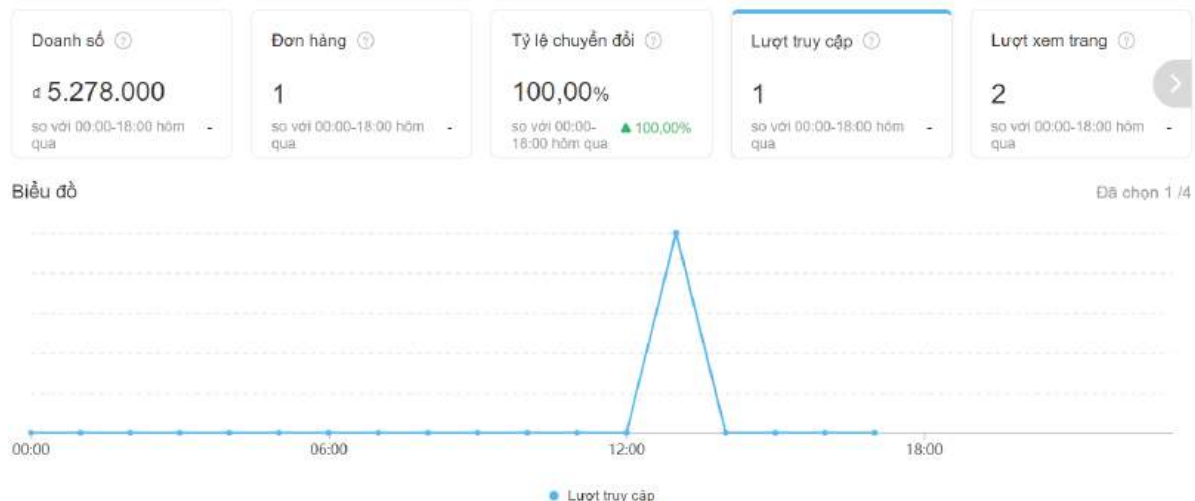 Doanh số
Đơn hàng
Tỷ lệ chuyển đổi
Lượt truy cập
Lượt xem trang
₫ 5.278.000
1
100,00%
1
2
so với 00:00-18:00 hôm qua -
so với 00:00-18:00 hôm qua -
so với 00:00-18:00 hôm qua ▲ 100,00%
so với 00:00-18:00 hôm qua -
so với 00:00-18:00 hôm qua -
Biểu đồ
Đã chọn 1 /4
00:00 06:00 12:00 18:00
Lượt truy cập